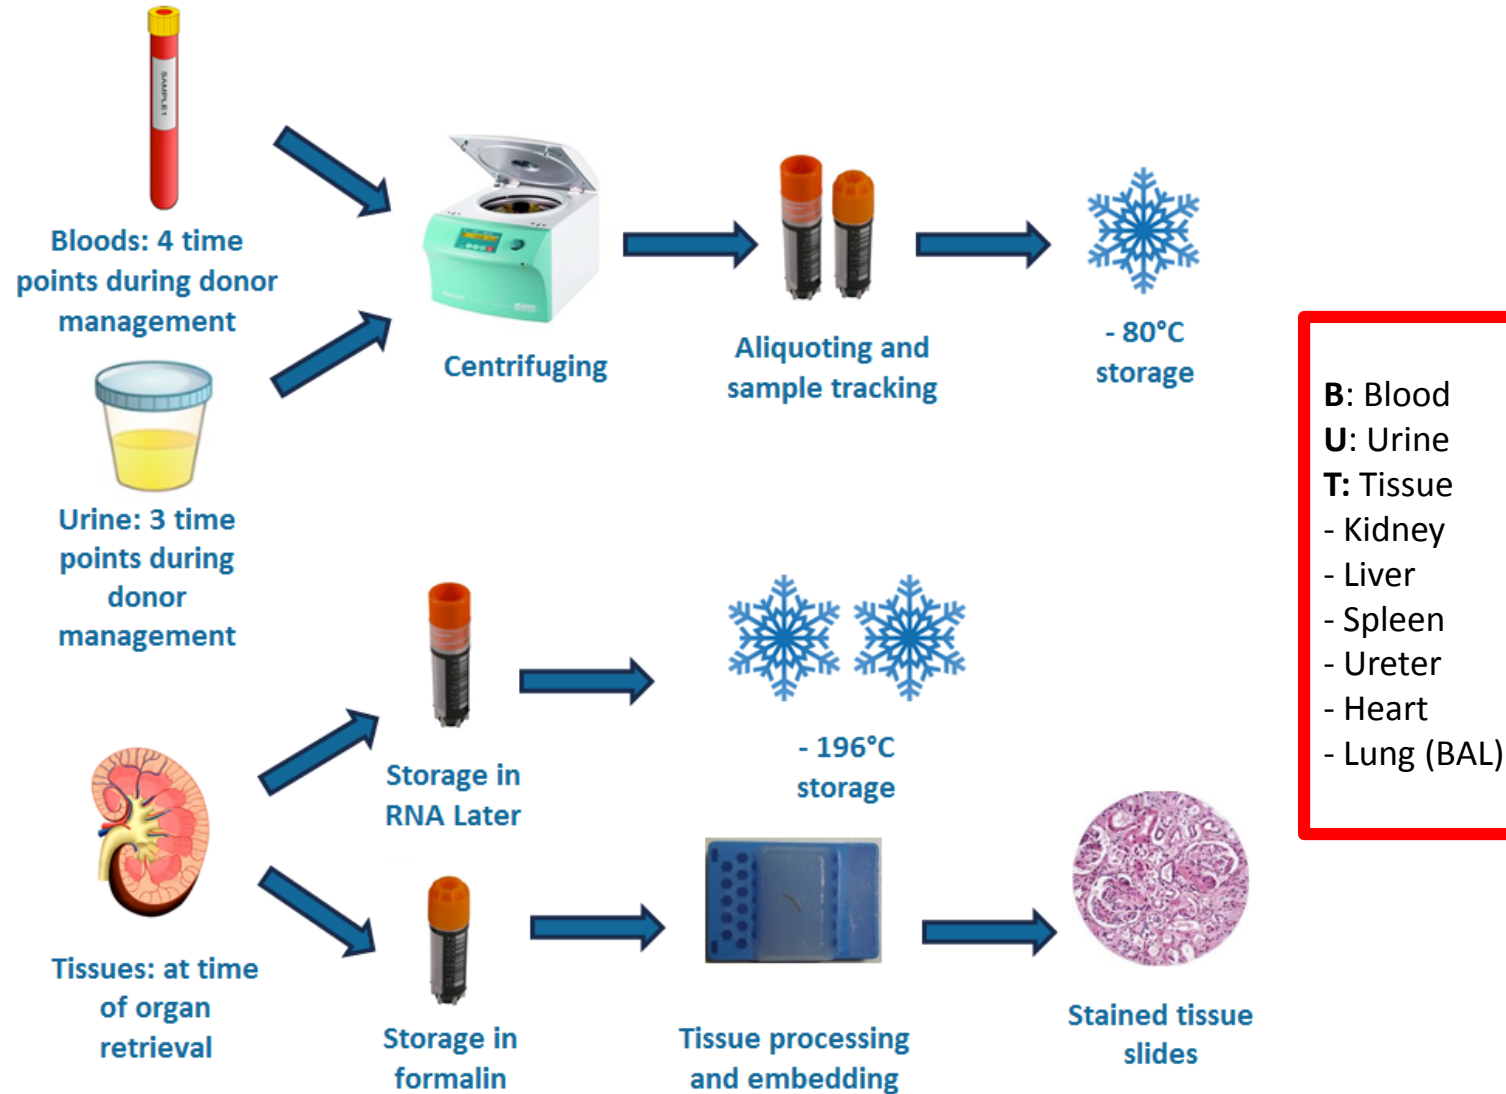 SAMPLE 1
Bloods: 4 time
points during donor
management
Centrifuging
Aliquoting and
sample tracking
- 80°C
storage
Urine: 3 time
points during
donor
management
Storage in
RNA Later
- 196°C
storage
Tissues: at time
of organ
retrieval
Storage in
formalin
Tissue processing
and embedding
Stained tissue
slides
B: Blood
U: Urine
T: Tissue
- Kidney
- Liver
- Spleen
- Ureter
- Heart
- Lung (BAL)